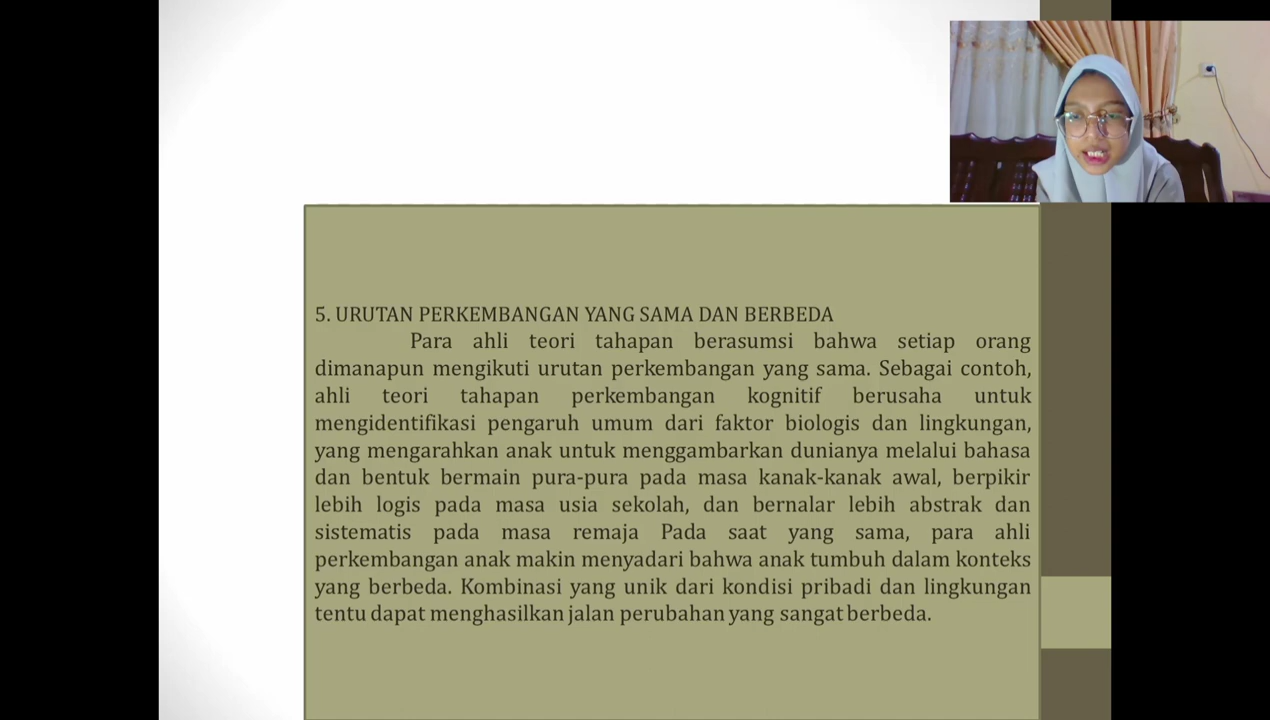 5. URUTAN PERKEMBANGAN YANG SAMA DAN BERBEDA
Para ahli teori tahapan berasumsi bahwa setiap orang
dimanapun mengikuti urutan perkembangan yang sama. Sebagai contoh,
ahli teori tahapan perkembangan kognitif berusaha untuk
mengidentifikasi pengaruh umum dari faktor biologis dan lingkungan,
yang mengarahkan anak untuk menggambarkan dunianya melalui bahasa
dan bentuk bermain pura-pura pada masa kanak-kanak awal, berpikir
lebih logis pada masa usia sekolah, dan bernalar lebih abstrak dan
sistematis pada masa remaja Pada saat yang sama, para ahli
perkembangan anak makin menyadari bahwa anak tumbuh dalam konteks
yang berbeda. Kombinasi yang unik dari kondisi pribadi dan lingkungan
tentu dapat menghasilkan jalan perubahan yang sangat berbeda.